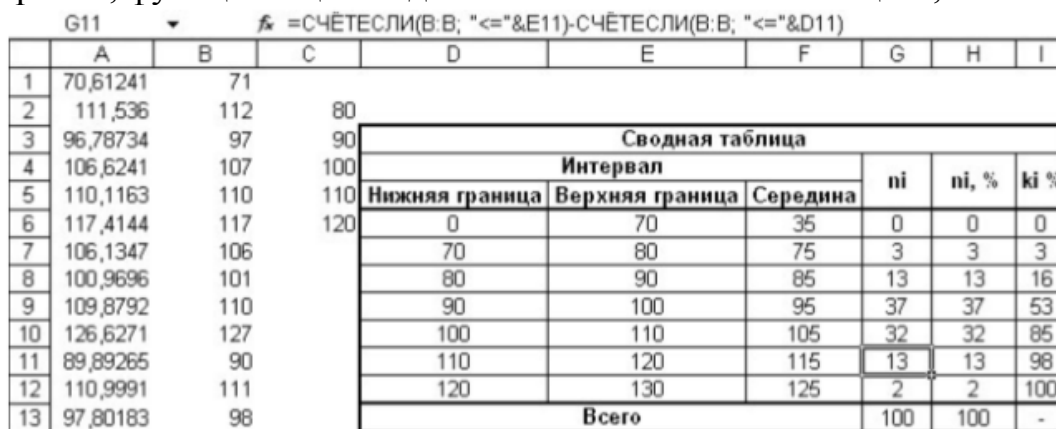 G11 fx =СЧЁТЕСЛИ(B:B; "<="&E11)-СЧЁТЕСЛИ(B:B; "<="&D11)
A B C D E F G H I
1 70,61241 71
2 111,536 112 80
3 96,78734 97 90 Сводная таблица
4 106,6241 107 100 Интервал ni ni, % ki %
5 110,1163 110 110 Нижняя граница Верхняя граница Середина
6 117,4144 117 120 0 70 35 0 0 0
7 106,1347 106 70 80 75 3 3 3
8 100,9696 101 80 90 85 13 13 16
9 109,8792 110 90 100 95 37 37 53
10 126,6271 127 100 110 105 32 32 85
11 89,89265 90 110 120 115 13 13 98
12 110,9991 111 120 130 125 2 2 100
13 97,80183 98 Всего 100 100 -